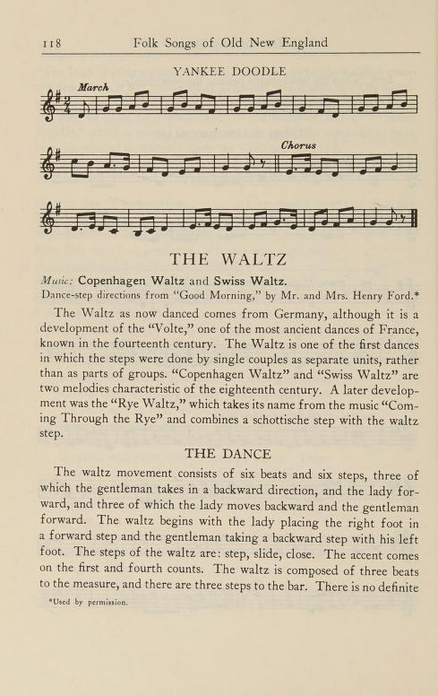 118 Folk Songs of Old New England
YANKEE DOODLE
March
Chorus
THE WALTZ
Music: Copenhagen Waltz and Swiss Waltz.
Dance-step directions from "Good Morning," by Mr. and Mrs. Henry Ford.*
The Waltz as now danced comes from Germany, although it is a
development of the "Volte," one of the most ancient dances of France,
known in the fourteenth century. The Waltz is one of the first dances
in which the steps were done by single couples as separate units, rather
than as parts of groups. "Copenhagen Waltz" and "Swiss Waltz" are
two melodies characteristic of the eighteenth century. A later develop-
ment was the "Rye Waltz," which takes its name from the music "Com-
ing Through the Rye" and combines a schottische step with the waltz
step.
THE DANCE
The waltz movement consists of six beats and six steps, three of
which the gentleman takes in a backward direction, and the lady for-
ward, and three of which the lady moves backward and the gentleman
forward. The waltz begins with the lady placing the right foot in
a forward step and the gentleman taking a backward step with his left
foot. The steps of the waltz are: step, slide, close. The accent comes
on the first and fourth counts. The waltz is composed of three beats
to the measure, and there are three steps to the bar. There is no definite
*Used by permission.